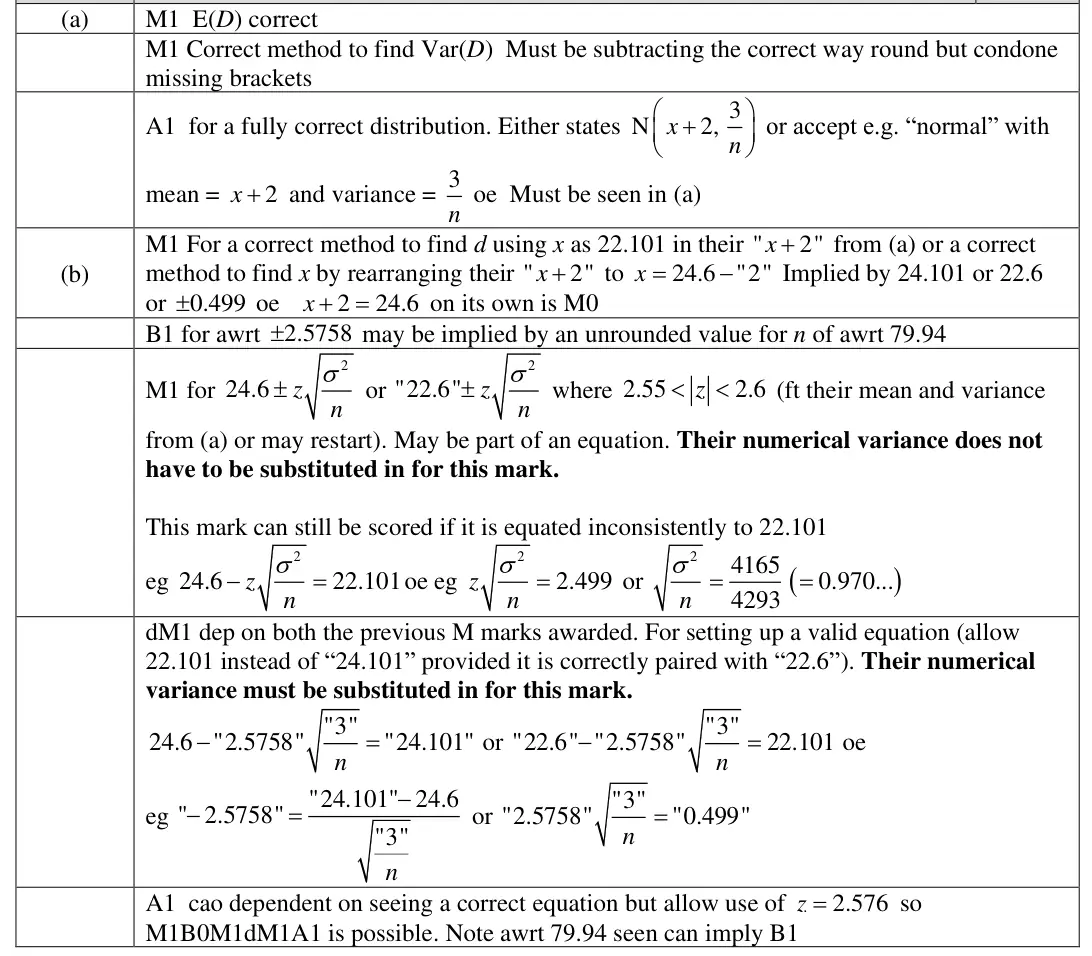 (a) M1 E(D) correct
M1 Correct method to find Var(D) Must be subtracting the correct way round but condone
missing brackets
A1 for a fully correct distribution. Either states N(x + 2, 3/n) or accept e.g. “normal” with
mean = x + 2 and variance = 3/n oe Must be seen in (a)
M1 For a correct method to find d using x as 22.101 in their "x + 2" from (a) or a correct
(b) method to find x by rearranging their "x + 2" to x = 24.6 − "2" Implied by 24.101 or 22.6
or ±0.499 oe x + 2 = 24.6 on its own is M0
B1 for awrt ±2.5758 may be implied by an unrounded value for n of awrt 79.94
M1 for 24.6 ± z√(σ²/n) or "22.6" ± z√(σ²/n) where 2.55 < |z| < 2.6 (ft their mean and variance
from (a) or may restart). May be part of an equation. Their numerical variance does not
have to be substituted in for this mark.
This mark can still be scored if it is equated inconsistently to 22.101
eg 24.6 − z√(σ²/n) = 22.101 oe eg z√(σ²/n) = 2.499 or √(σ²/n) = 4165/4293 (= 0.970...)
dM1 dep on both the previous M marks awarded. For setting up a valid equation (allow
22.101 instead of “24.101” provided it is correctly paired with “22.6”). Their numerical
variance must be substituted in for this mark.
24.6 − "2.5758"√("3"/n) = "24.101" or "22.6" − "2.5758"√("3"/n) = 22.101 oe
eg "− 2.5758" = ("24.101" − 24.6)/√("3"/n) or "2.5758"√("3"/n) = "0.499"
A1 cao dependent on seeing a correct equation but allow use of z = 2.576 so
M1B0M1dM1A1 is possible. Note awrt 79.94 seen can imply B1